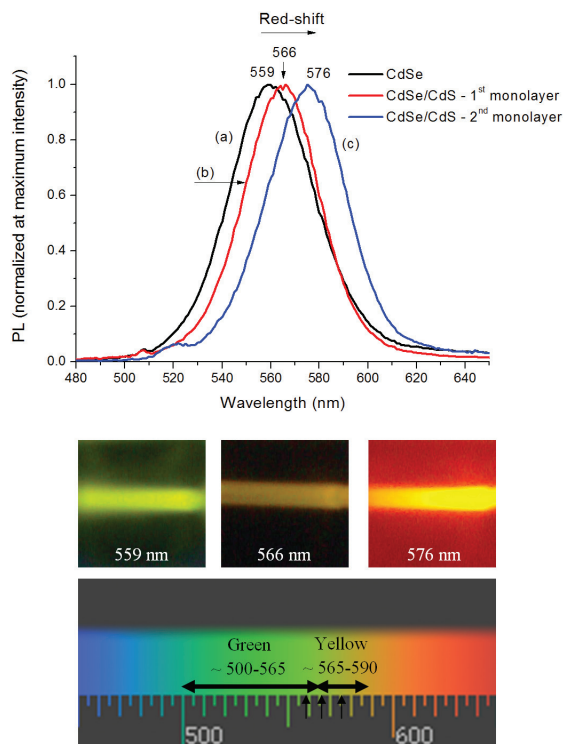 Red-shift
566
559
576
CdSe
CdSe/CdS - 1st monolayer
CdSe/CdS - 2nd monolayer
(a)
(b)
(c)
PL (normalized at maximum intensity)
1.0
0.8
0.6
0.4
0.2
0.0
480 500 520 540 560 580 600 620 640
Wavelength (nm)
559 nm
566 nm
576 nm
Green
~ 500-565
Yellow
~ 565-590
500
600